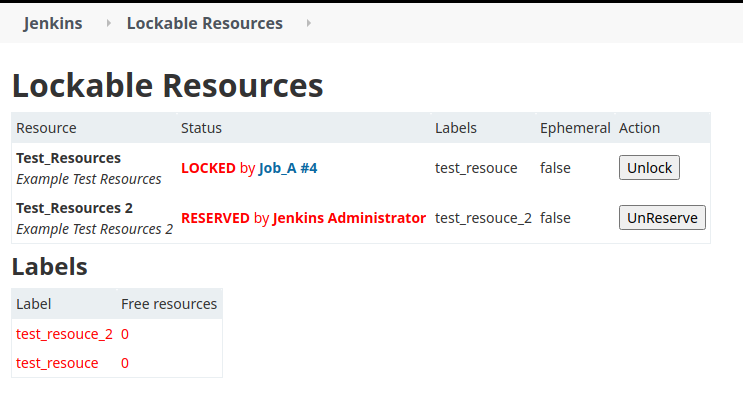 Jenkins Lockable Resources
Lockable Resources
Resource Status Labels Ephemeral Action
Test_Resources
Example Test Resources
LOCKED by Job_A #4 test_resouce false Unlock
Test_Resources 2
Example Test Resources 2
RESERVED by Jenkins Administrator test_resouce_2 false UnReserve
Labels
Label Free resources
test_resouce_2 0
test_resouce 0